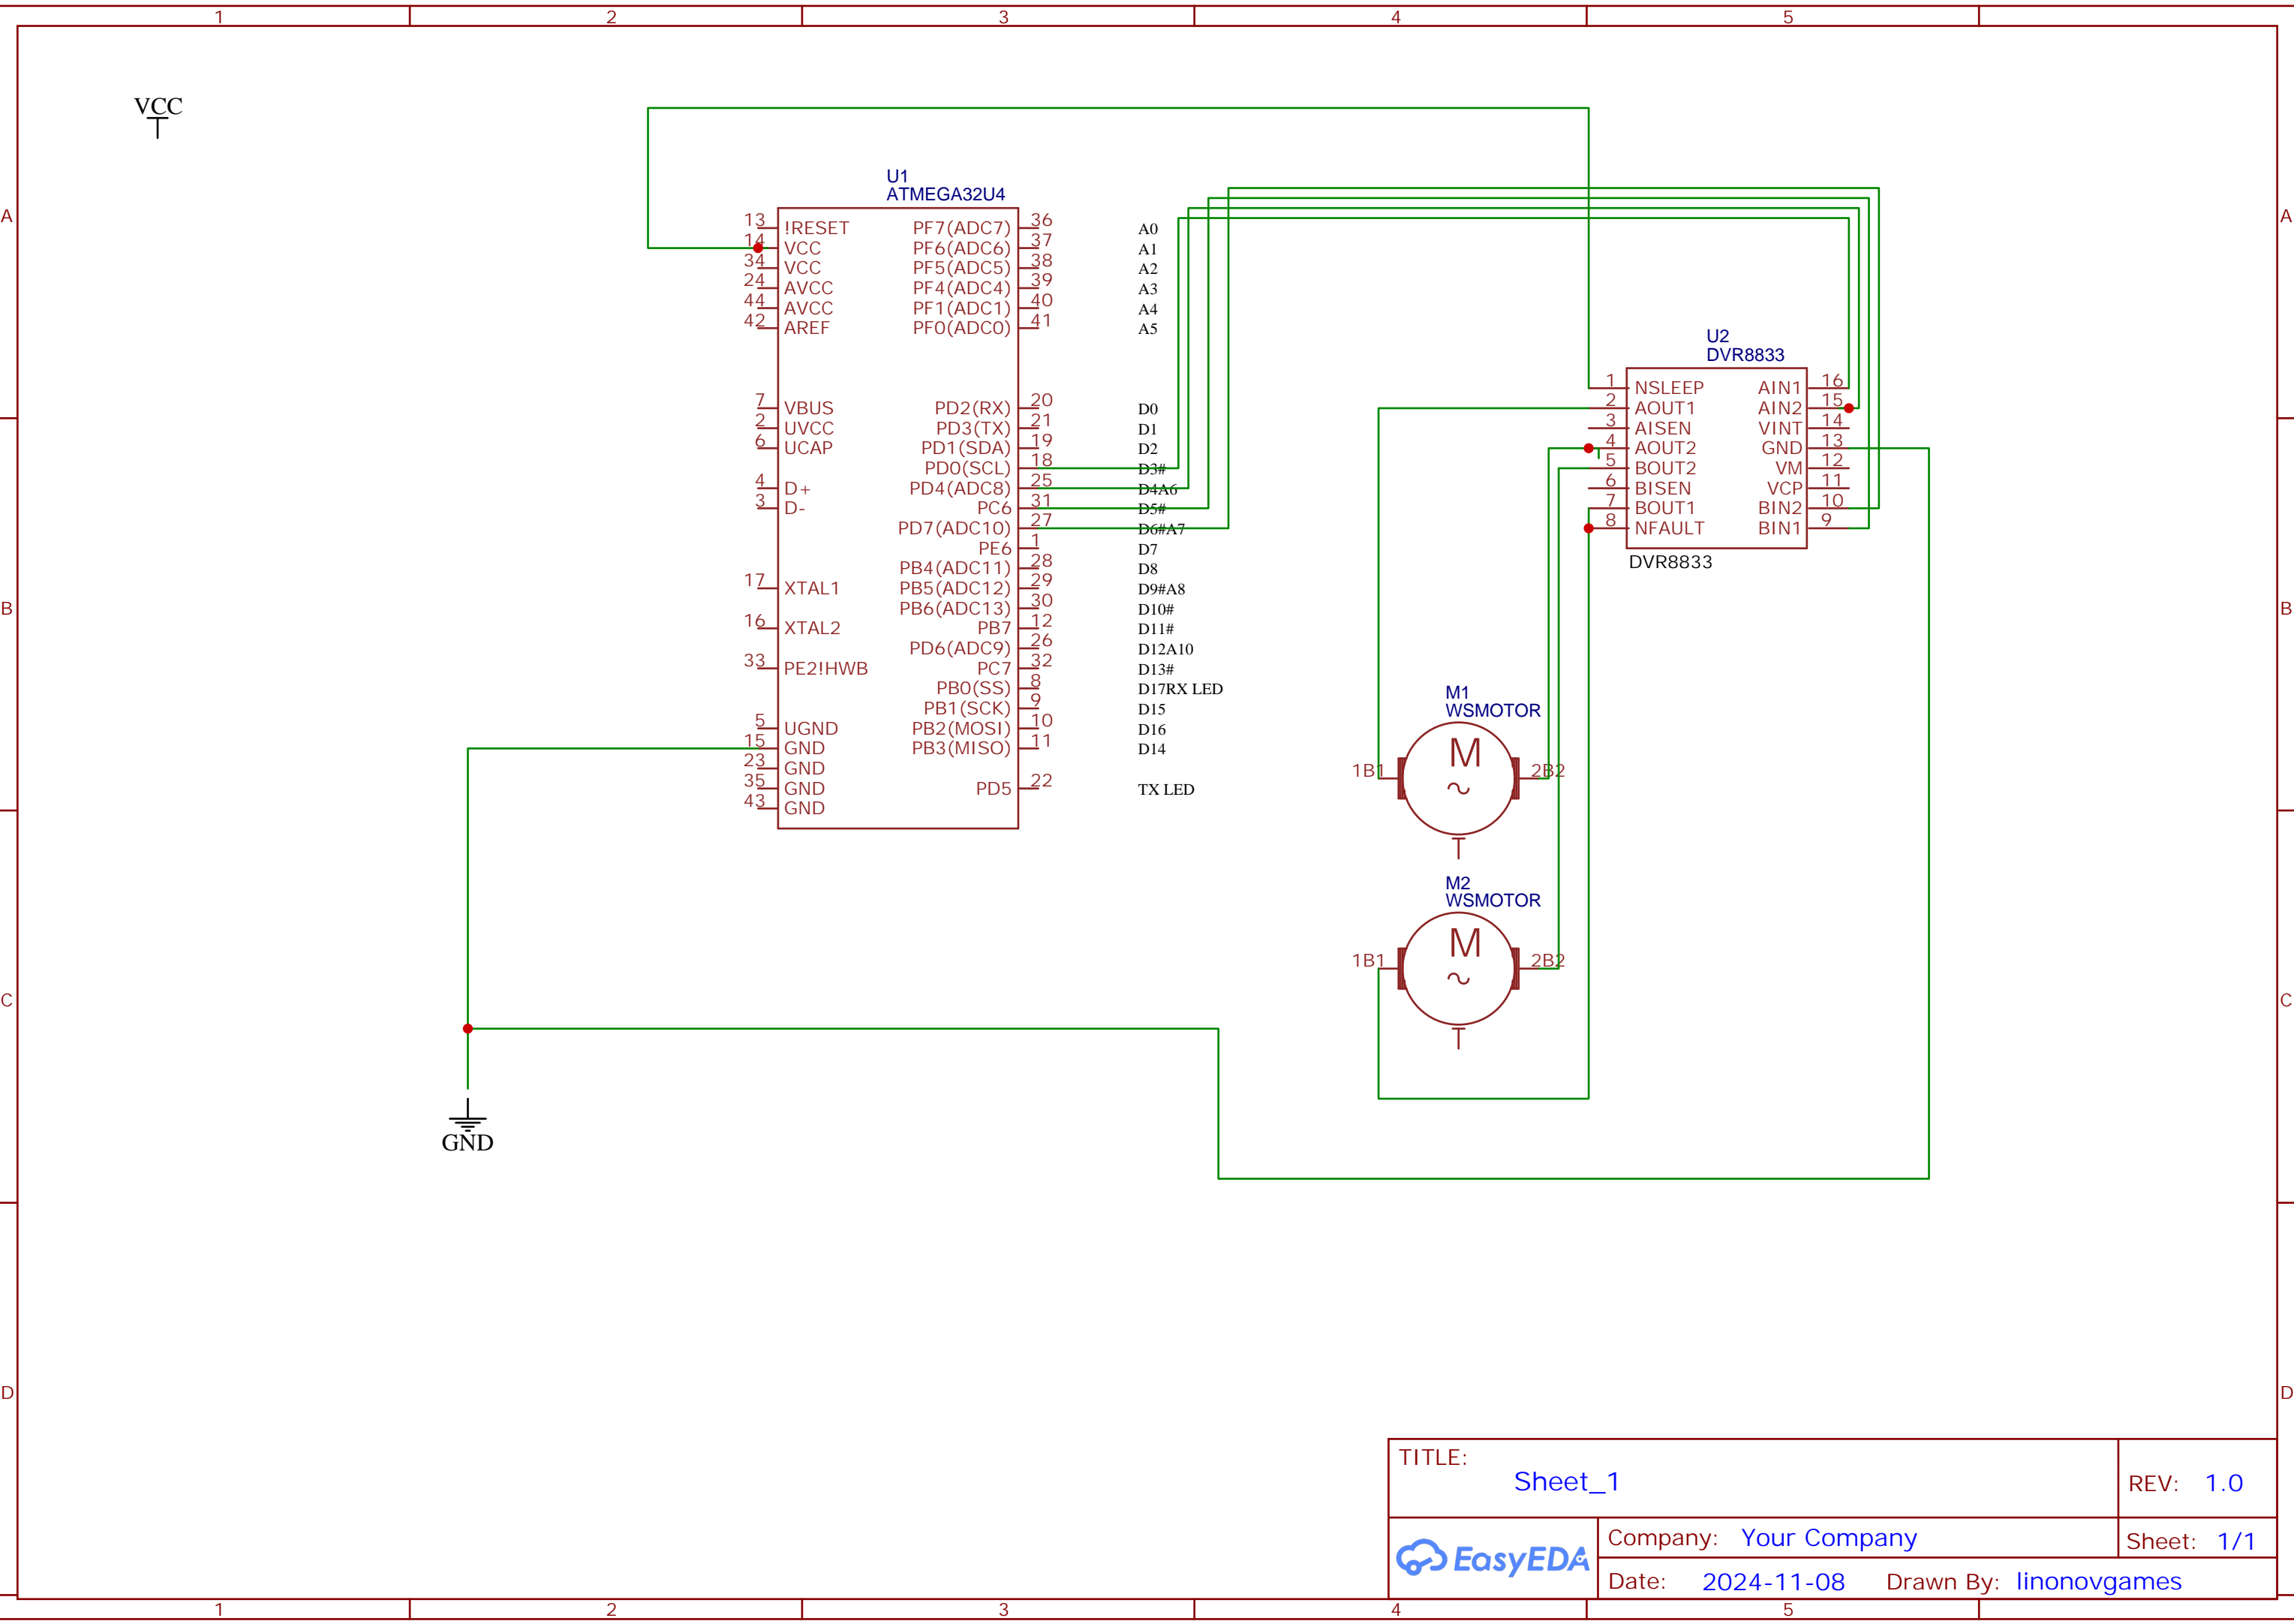 1 2 3 4 5
A A
B B
C C
D D
VCC
U1
ATMEGA32U4
13 !RESET PF7(ADC7) 36 A0
14 VCC PF6(ADC6) 37 A1
34 VCC PF5(ADC5) 38 A2
24 AVCC PF4(ADC4) 39 A3
44 AVCC PF1(ADC1) 40 A4
42 AREF PF0(ADC0) 41 A5
7 VBUS PD2(RX) 20 D0
2 UVCC PD3(TX) 21 D1
6 UCAP PD1(SDA) 19 D2
PD0(SCL) 18 D3#
4 D+ PD4(ADC8) 25 D4A6
3 D- PC6 31 D5#
PD7(ADC10) 27 D6#A7
PE6 1 D7
PB4(ADC11) 28 D8
17 XTAL1 PB5(ADC12) 29 D9#A8
PB6(ADC13) 30 D10#
16 XTAL2 PB7 12 D11#
PD6(ADC9) 26 D12A10
33 PE2!HWB PC7 32 D13#
PB0(SS) 8 D17RX LED
PB1(SCK) 9 D15
5 UGND PB2(MOSI) 10 D16
15 GND PB3(MISO) 11 D14
23 GND
35 GND PD5 22 TX LED
43 GND
U2
DVR8833
1 NSLEEP AIN1 16
2 AOUT1 AIN2 15
3 AISEN VINT 14
4 AOUT2 GND 13
5 BOUT2 VM 12
6 BISEN VCP 11
7 BOUT1 BIN2 10
8 NFAULT BIN1 9
DVR8833
M1
WSMOTOR
M
1B1 2B2
M2
WSMOTOR
M
1B1 2B2
GND
TITLE:
Sheet_1
REV: 1.0
EasyEDA
Company: Your Company
Sheet: 1/1
Date: 2024-11-08 Drawn By: linonovgames
1 2 3 4 5